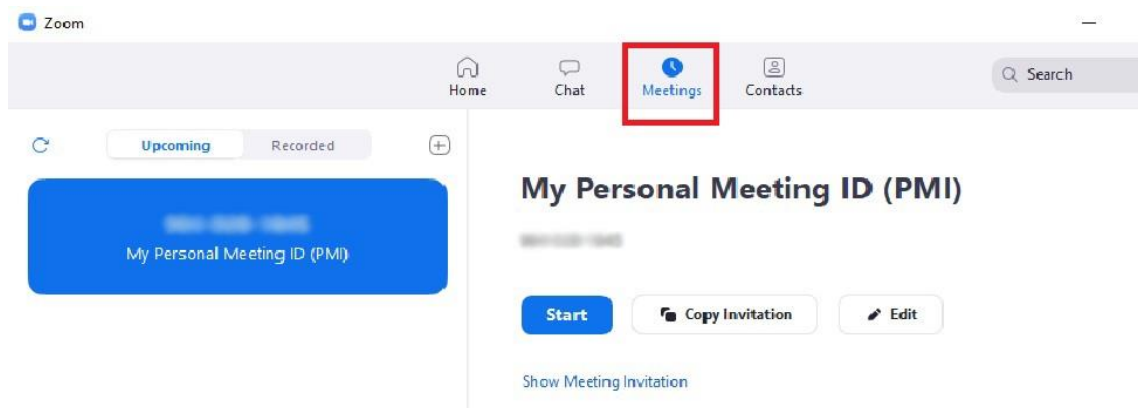 Zoom
Home Chat Meetings Contacts
Search
Upcoming Recorded
My Personal Meeting ID (PMI)
My Personal Meeting ID (PMI)
Start Copy Invitation Edit
Show Meeting Invitation